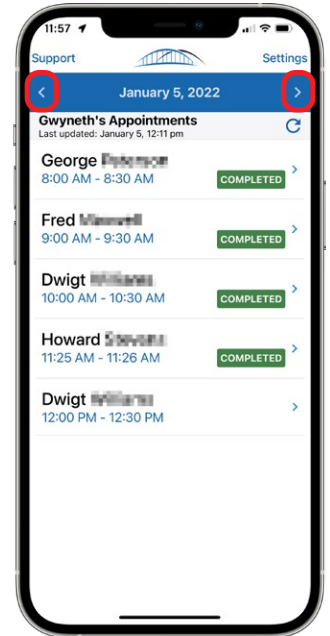 11:57
Support
Settings
January 5, 2022
Gwyneth's Appointments
Last updated: January 5, 12:11 pm
George
8:00 AM - 8:30 AM
COMPLETED
Fred
9:00 AM - 9:30 AM
COMPLETED
Dwigt
10:00 AM - 10:30 AM
COMPLETED
Howard
11:25 AM - 11:26 AM
COMPLETED
Dwigt
12:00 PM - 12:30 PM